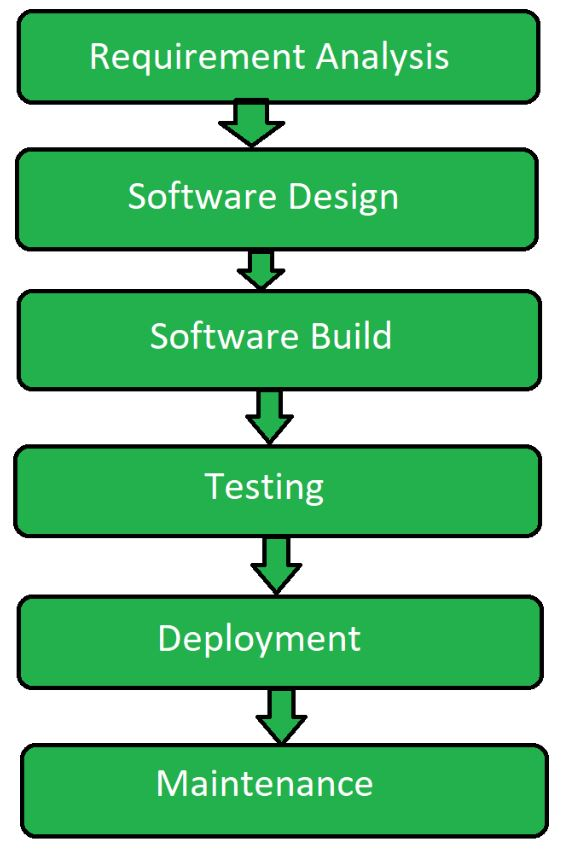 Requirement Analysis
Software Design
Software Build
Testing
Deployment
Maintenance